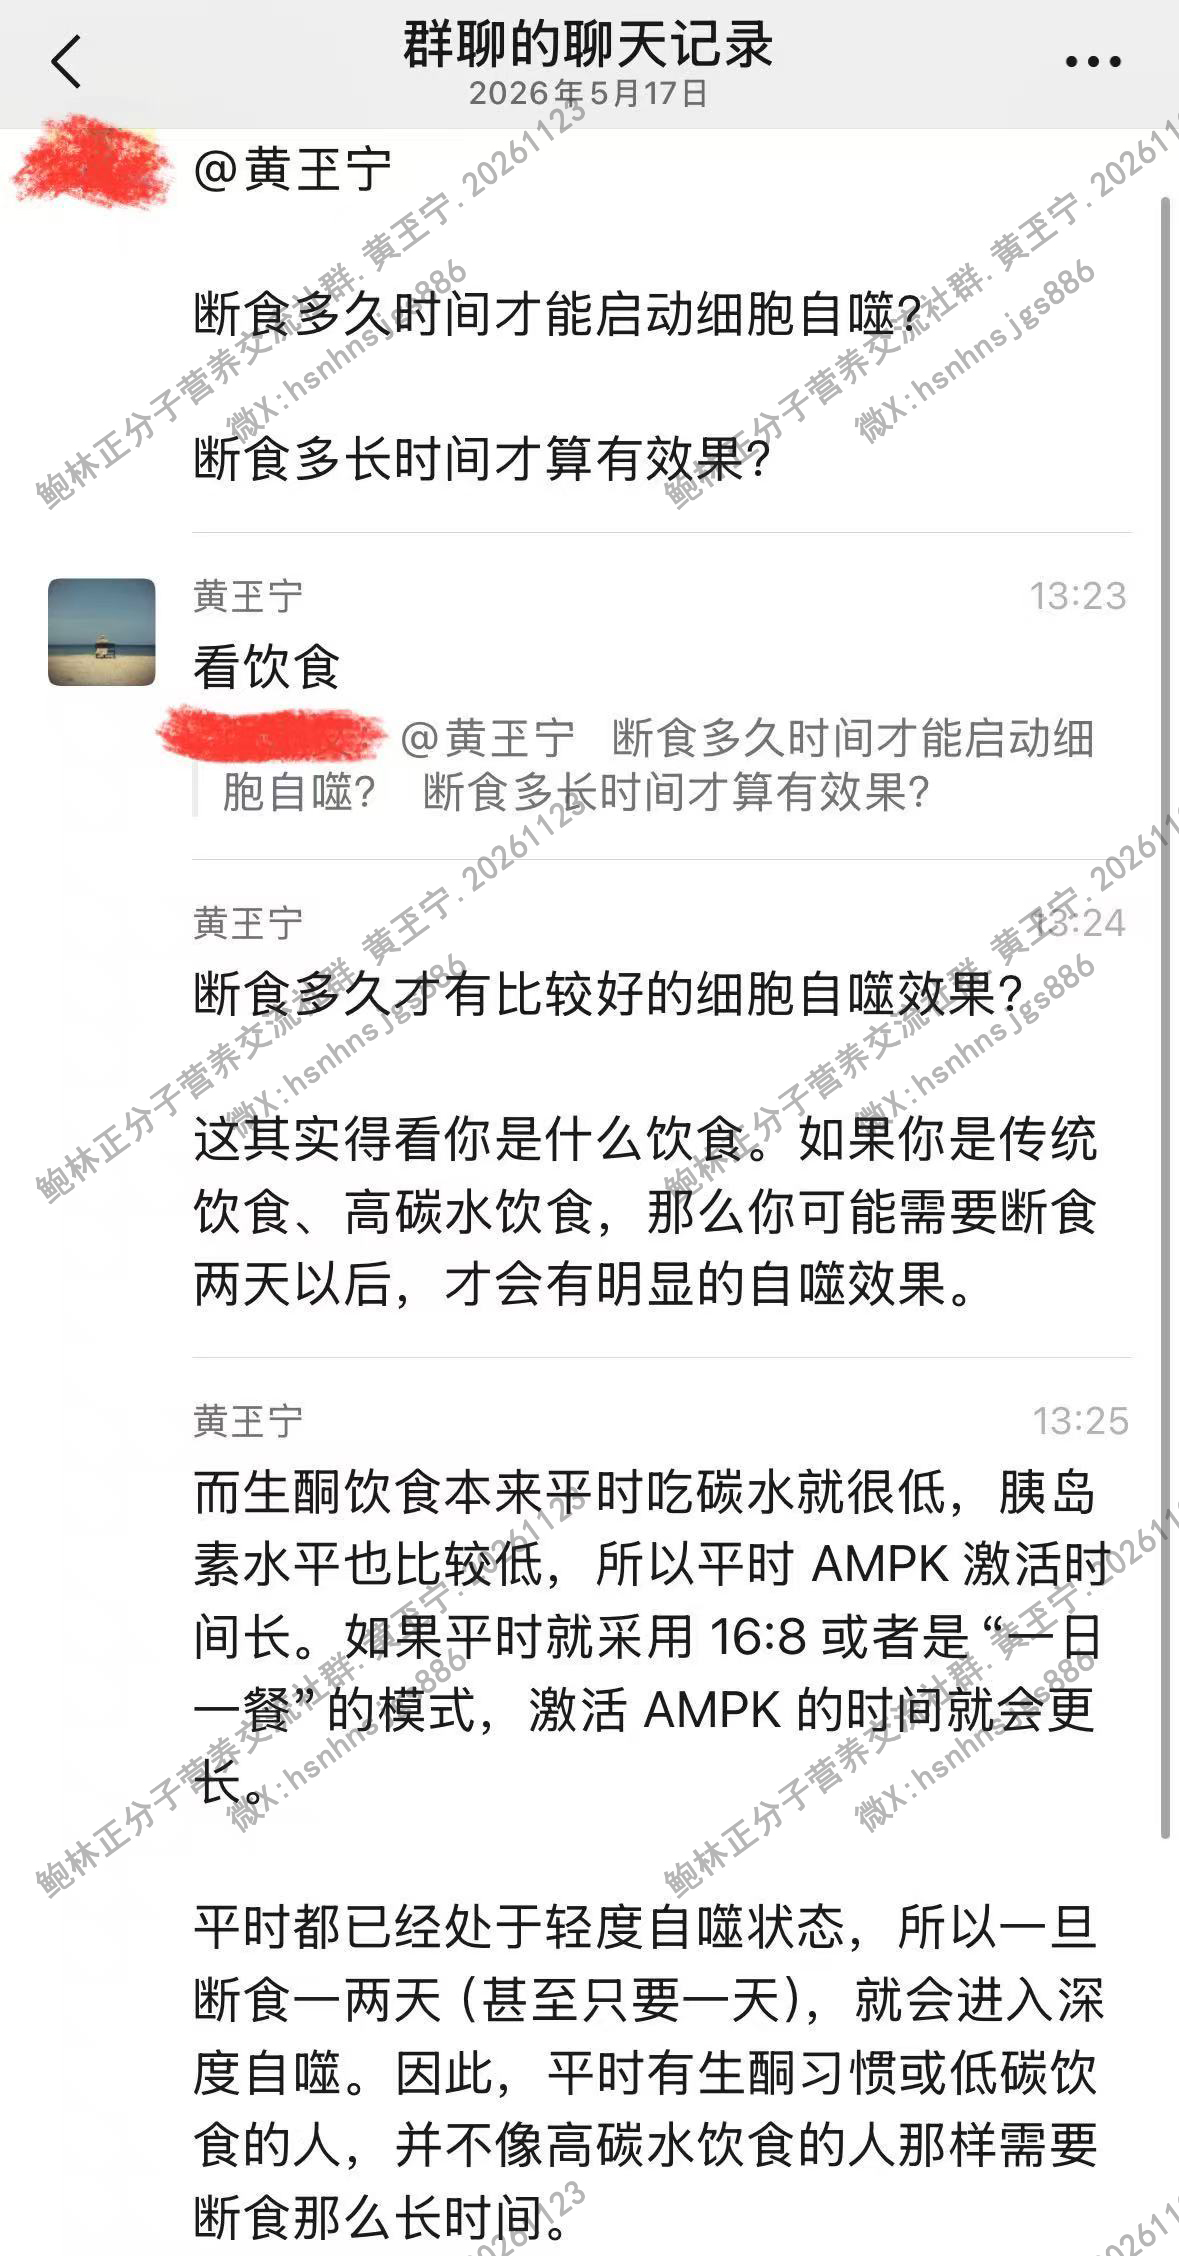 群聊的聊天记录
2026年5月17日
@黄王宁
断食多久时间才能启动细胞自噬?
断食多长时间才算有效果?
黄王宁
13:23
看饮食
@黄王宁 断食多久时间才能启动细
胞自噬? 断食多长时间才算有效果?
黄王宁
13:24
断食多久才有比较好的细胞自噬效果?
这其实得看你是什么饮食。如果你是传统
饮食、高碳水饮食，那么你可能需要断食
两天以后，才会有明显的自噬效果。
黄王宁
13:25
而生酮饮食本来平时吃碳水就很低，胰岛
素水平也比较低，所以平时 AMPK 激活时
间长。如果平时就采用 16:8 或者是 “一日
一餐” 的模式，激活 AMPK 的时间就会更
长。
平时都已经处于轻度自噬状态，所以一旦
断食一两天 (甚至只要一天)，就会进入深
度自噬。因此，平时有生酮习惯或低碳饮
食的人，并不像高碳水饮食的人那样需要
断食那么长时间。
鲍林正分子营养交流社群. 黄王宁. 20261123
微X:hsnhnsjgs886